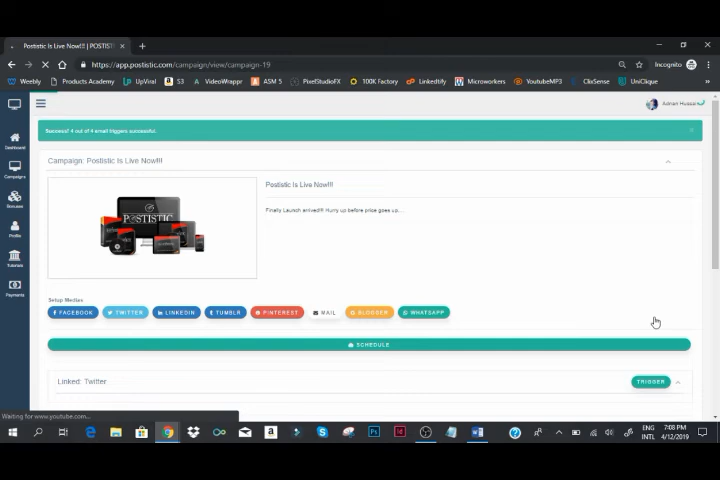 Postistic Is Live Now!!! | POSTIST
https://app.postistic.com/campaign/view/campaign-19
Incognito
Weebly
Products Academy
UpViral
S3
VideoWrappr
ASM 5
PixelStudioFX
100K Factory
Linkedtify
Microworkers
YoutubeMP3
ClixSense
UniClique
Adnan Hussain
Success! 4 out of 4 email triggers successful.
Dashboard
Campaigns
Bonuses
Profile
Tutorials
Payments
Campaign: Postistic Is Live Now!!!
POSTISTIC
Postistic Is Live Now!!!
Finally Launch arrived!!! Hurry up before price goes up...
Setup Medias
FACEBOOK
TWITTER
LINKEDIN
TUMBLR
PINTEREST
MAIL
BLOGGER
WHATSAPP
SCHEDULE
Linked: Twitter
TRIGGER
Waiting for www.youtube.com...
ENG
INTL
7:08 PM
4/12/2019